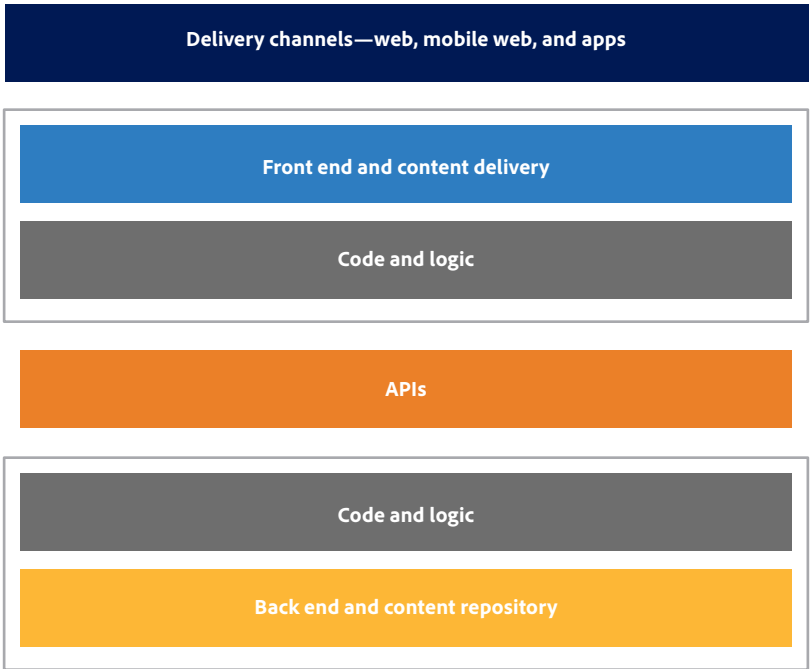 Delivery channels—web, mobile web, and apps
Front end and content delivery
Code and logic
APIs
Code and logic
Back end and content repository